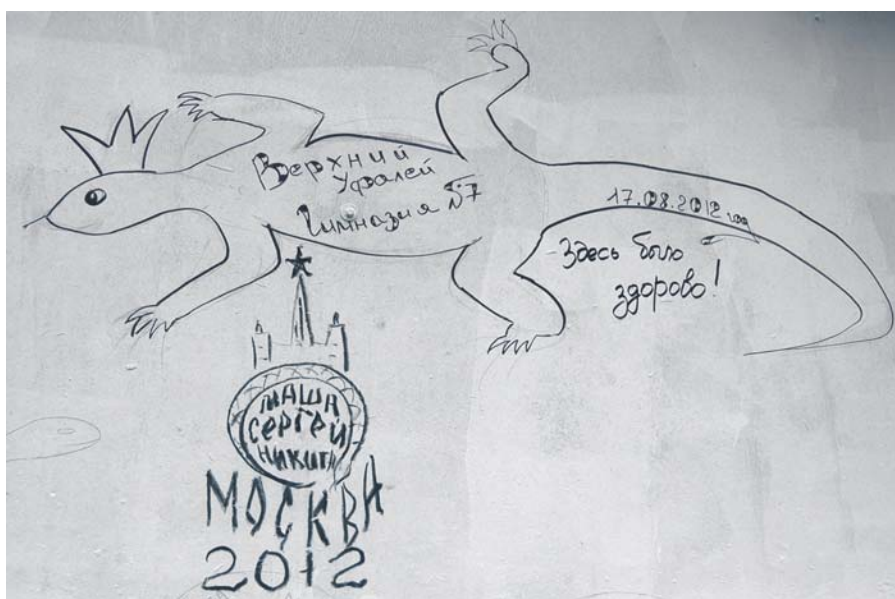 Верхний
Уфалей
Гимназия №7
17.08.2012 год
Здесь было
здорово!
МАША
СЕРГЕЙ
НИКИТА
МОСКВА
2012